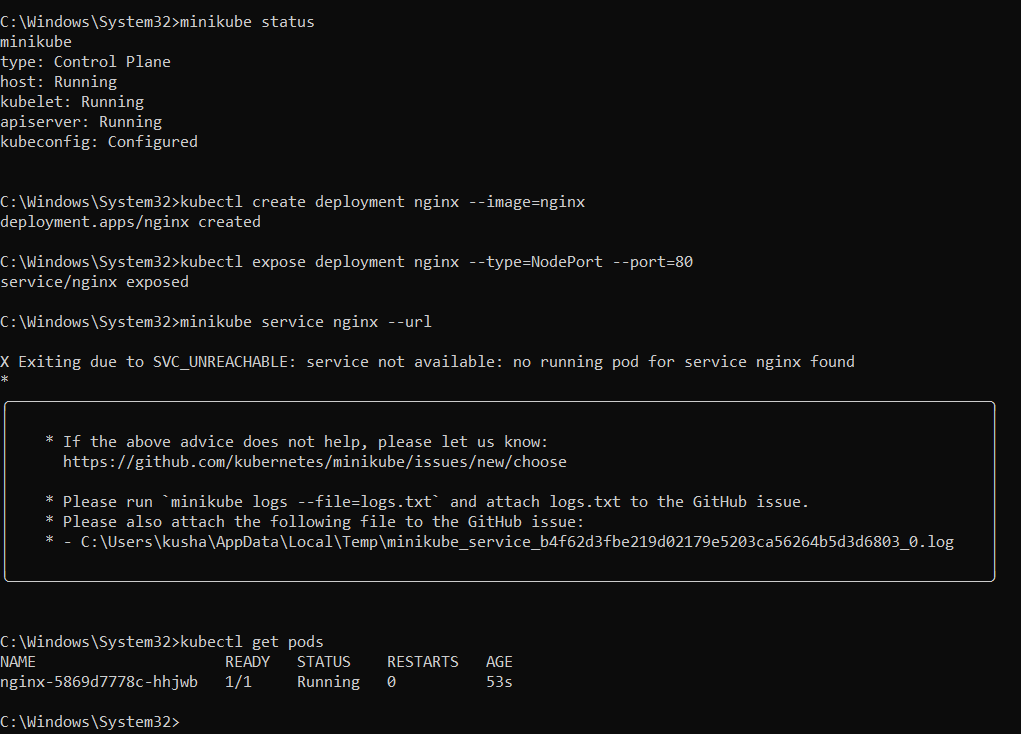 C:\Windows\System32>minikube status
minikube
type: Control Plane
host: Running
kubelet: Running
apiserver: Running
kubeconfig: Configured
C:\Windows\System32>kubectl create deployment nginx --image=nginx
deployment.apps/nginx created
C:\Windows\System32>kubectl expose deployment nginx --type=NodePort --port=80
service/nginx exposed
C:\Windows\System32>minikube service nginx --url
X Exiting due to SVC_UNREACHABLE: service not available: no running pod for service nginx found
*
* If the above advice does not help, please let us know:
https://github.com/kubernetes/minikube/issues/new/choose
* Please run `minikube logs --file=logs.txt` and attach logs.txt to the GitHub issue.
* Please also attach the following file to the GitHub issue:
* - C:\Users\kusha\AppData\Local\Temp\minikube_service_b4f62d3fbe219d02179e5203ca56264b5d3d6803_0.log
C:\Windows\System32>kubectl get pods
NAME READY STATUS RESTARTS AGE
nginx-5869d7778c-hhjwb 1/1 Running 0 53s
C:\Windows\System32>